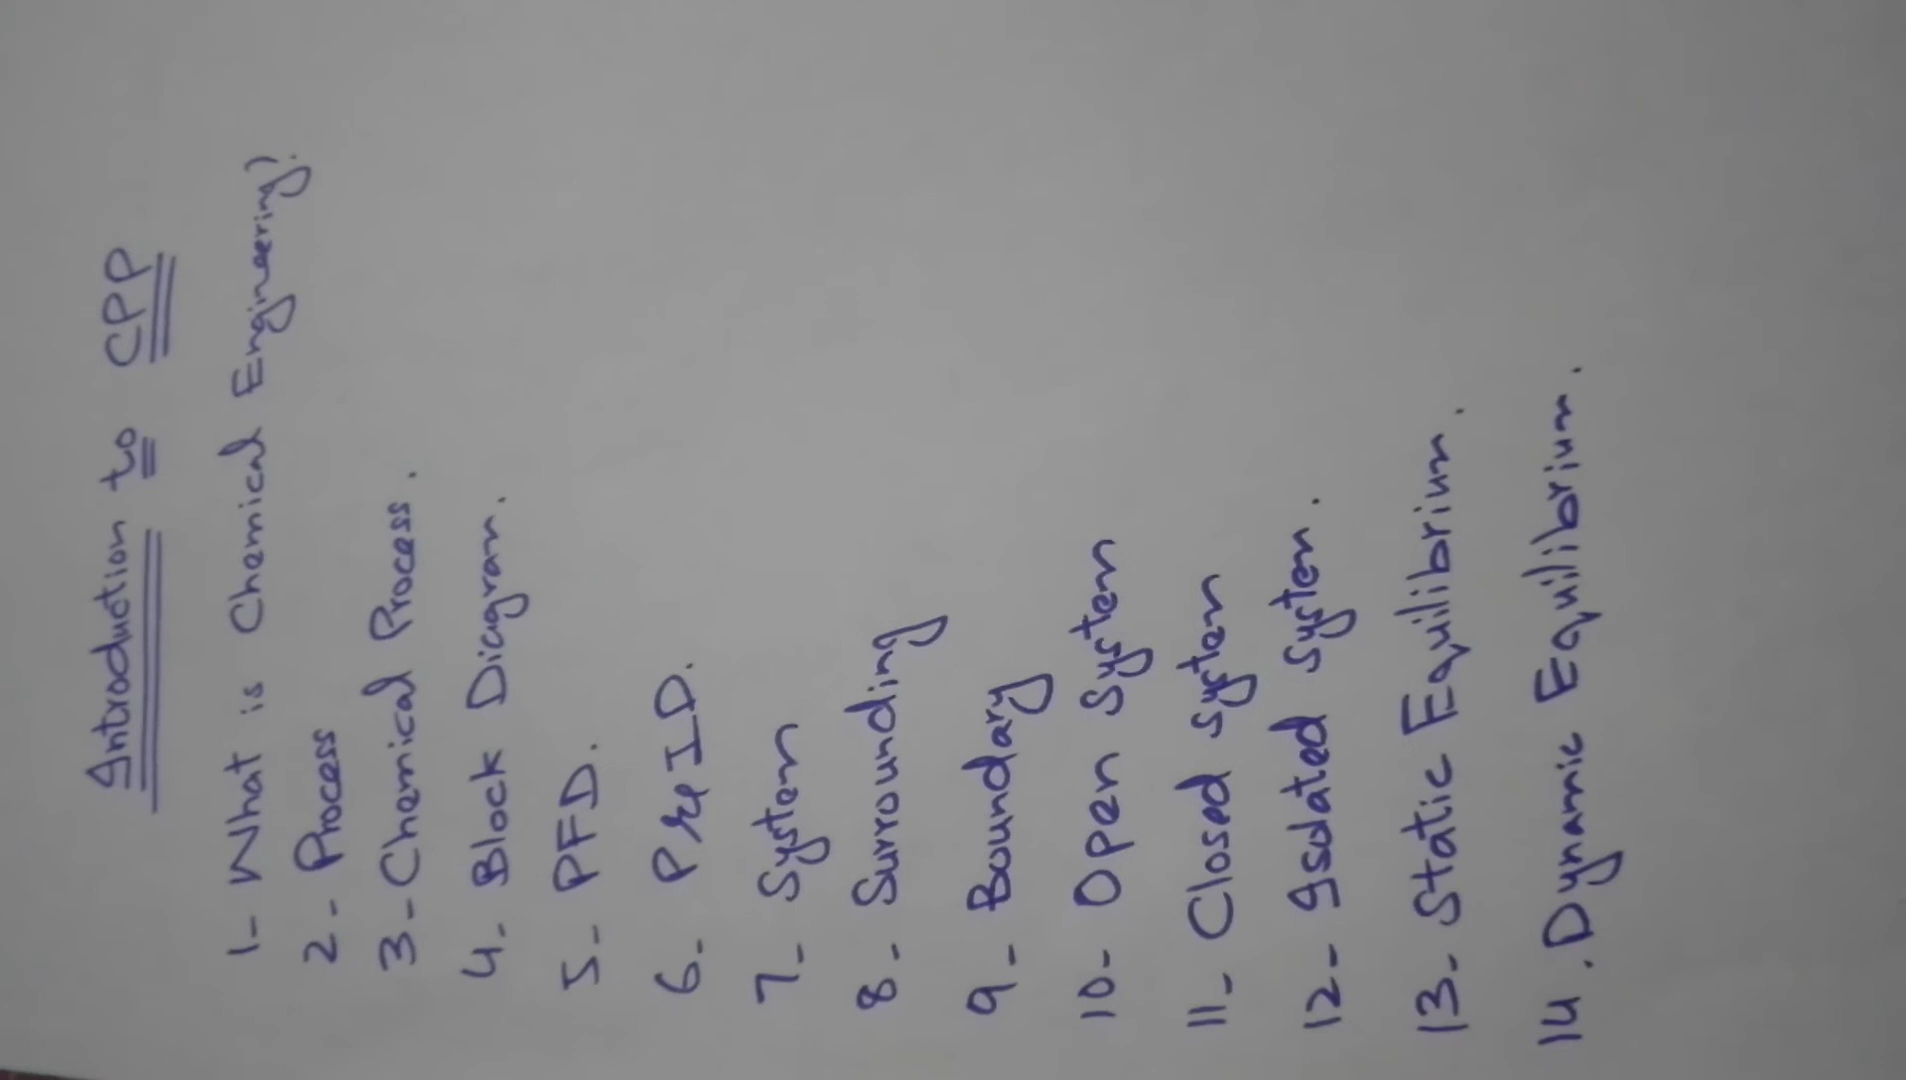 Introduction to CPP
1- What is Chemical Engineering?
2- Process
3- Chemical Process.
4- Block Diagram.
5- PFD.
6- P&ID.
7- System
8- Surrounding
9- Boundary
10- Open System
11- Closed System
12- Isolated System.
13- Static Equilibrium.
14. Dynamic Equilibrium.